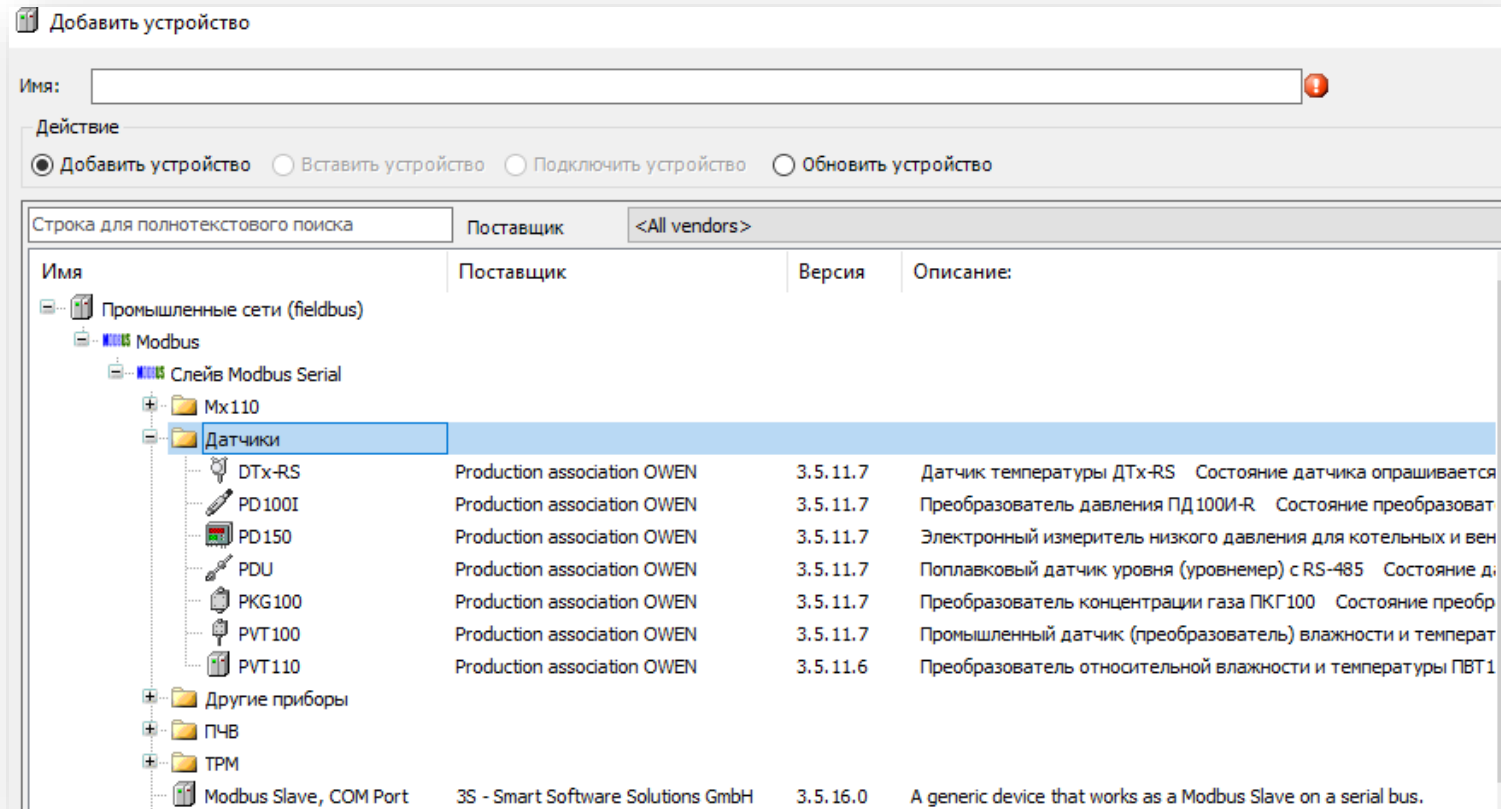 Добавить устройство
Имя:
Действие
Добавить устройство Вставить устройство Подключить устройство Обновить устройство
Строка для полнотекстового поиска Поставщик <All vendors>
Имя Поставщик Версия Описание:
Промышленные сети (fieldbus)
MODBUS Modbus
MODBUS Слейв Modbus Serial
Mx110
Датчики
DTx-RS Production association OWEN 3.5.11.7 Датчик температуры ДТx-RS Состояние датчика опрашивается
PD100I Production association OWEN 3.5.11.7 Преобразователь давления ПД100И-R Состояние преобразоват
PD150 Production association OWEN 3.5.11.7 Электронный измеритель низкого давления для котельных и вен
PDU Production association OWEN 3.5.11.7 Поплавковый датчик уровня (уровнемер) с RS-485 Состояние
PKG100 Production association OWEN 3.5.11.7 Преобразователь концентрации газа ПКГ100 Состояние преобр
PVT100 Production association OWEN 3.5.11.7 Промышленный датчик (преобразователь) влажности и температ
PVT110 Production association OWEN 3.5.11.6 Преобразователь относительной влажности и температуры ПВТ1
Другие приборы
ПЧВ
ТРМ
Modbus Slave, COM Port 3S - Smart Software Solutions GmbH 3.5.16.0 A generic device that works as a Modbus Slave on a serial bus.